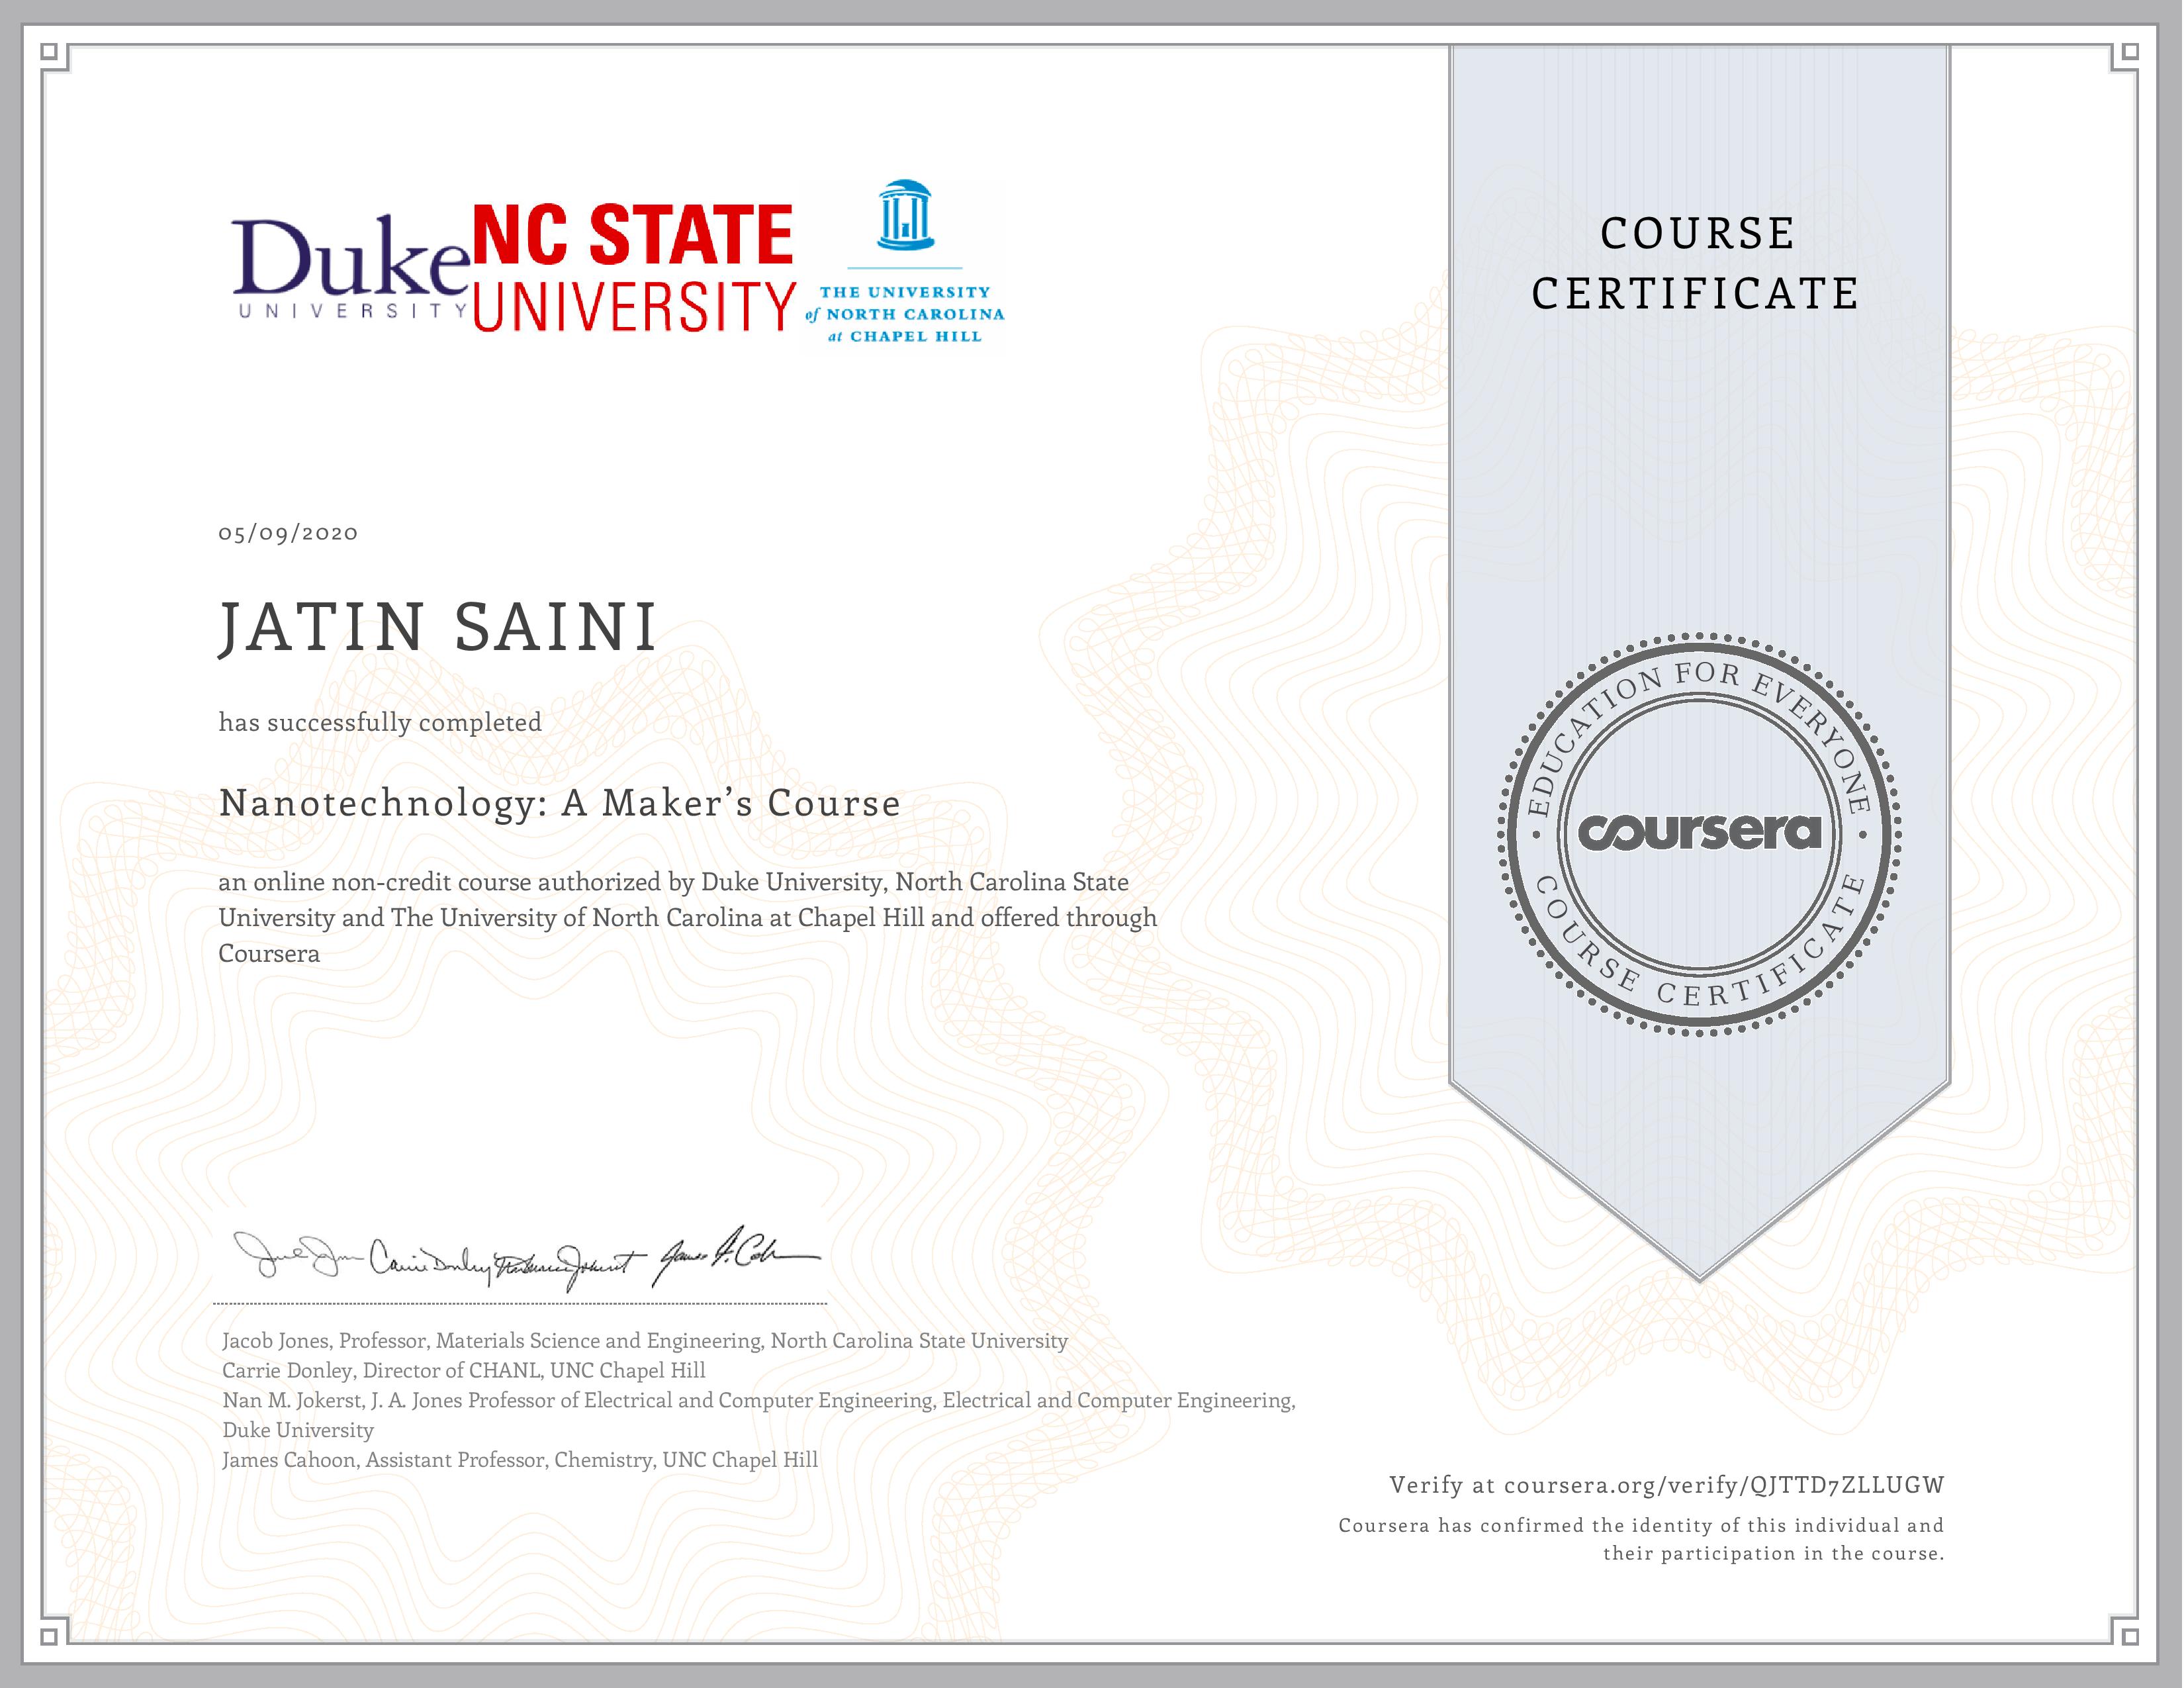 Duke
UNIVERSITY
NC STATE
UNIVERSITY
THE UNIVERSITY
of NORTH CAROLINA
at CHAPEL HILL
COURSE
CERTIFICATE
05/09/2020
JATIN SAINI
has successfully completed
Nanotechnology: A Maker’s Course
an online non-credit course authorized by Duke University, North Carolina State
University and The University of North Carolina at Chapel Hill and offered through
Coursera
EDUCATION FOR EVERYONE
coursera
COURSE CERTIFICATE
Jacob Jones, Professor, Materials Science and Engineering, North Carolina State University
Carrie Donley, Director of CHANL, UNC Chapel Hill
Nan M. Jokerst, J. A. Jones Professor of Electrical and Computer Engineering, Electrical and Computer Engineering,
Duke University
James Cahoon, Assistant Professor, Chemistry, UNC Chapel Hill
Verify at coursera.org/verify/QJTTD7ZLLUGW
Coursera has confirmed the identity of this individual and
their participation in the course.